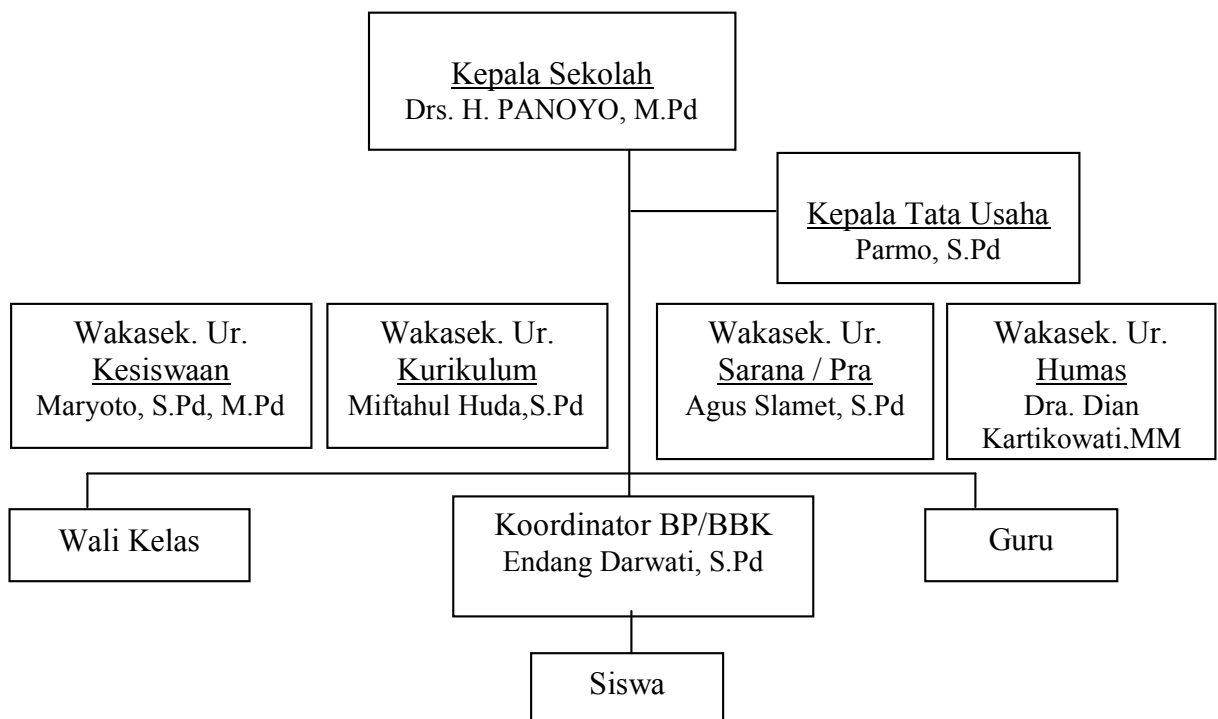 Kepala Sekolah
Drs. H. PANOYO, M.Pd
Kepala Tata Usaha
Parmo, S.Pd
Wakasek. Ur.
Kesiswaan
Maryoto, S.Pd, M.Pd
Wakasek. Ur.
Kurikulum
Miftahul Huda,S.Pd
Wakasek. Ur.
Sarana / Pra
Agus Slamet, S.Pd
Wakasek. Ur.
Humas
Dra. Dian
Kartikowati,MM
Wali Kelas
Koordinator BP/BBK
Endang Darwati, S.Pd
Guru
Siswa